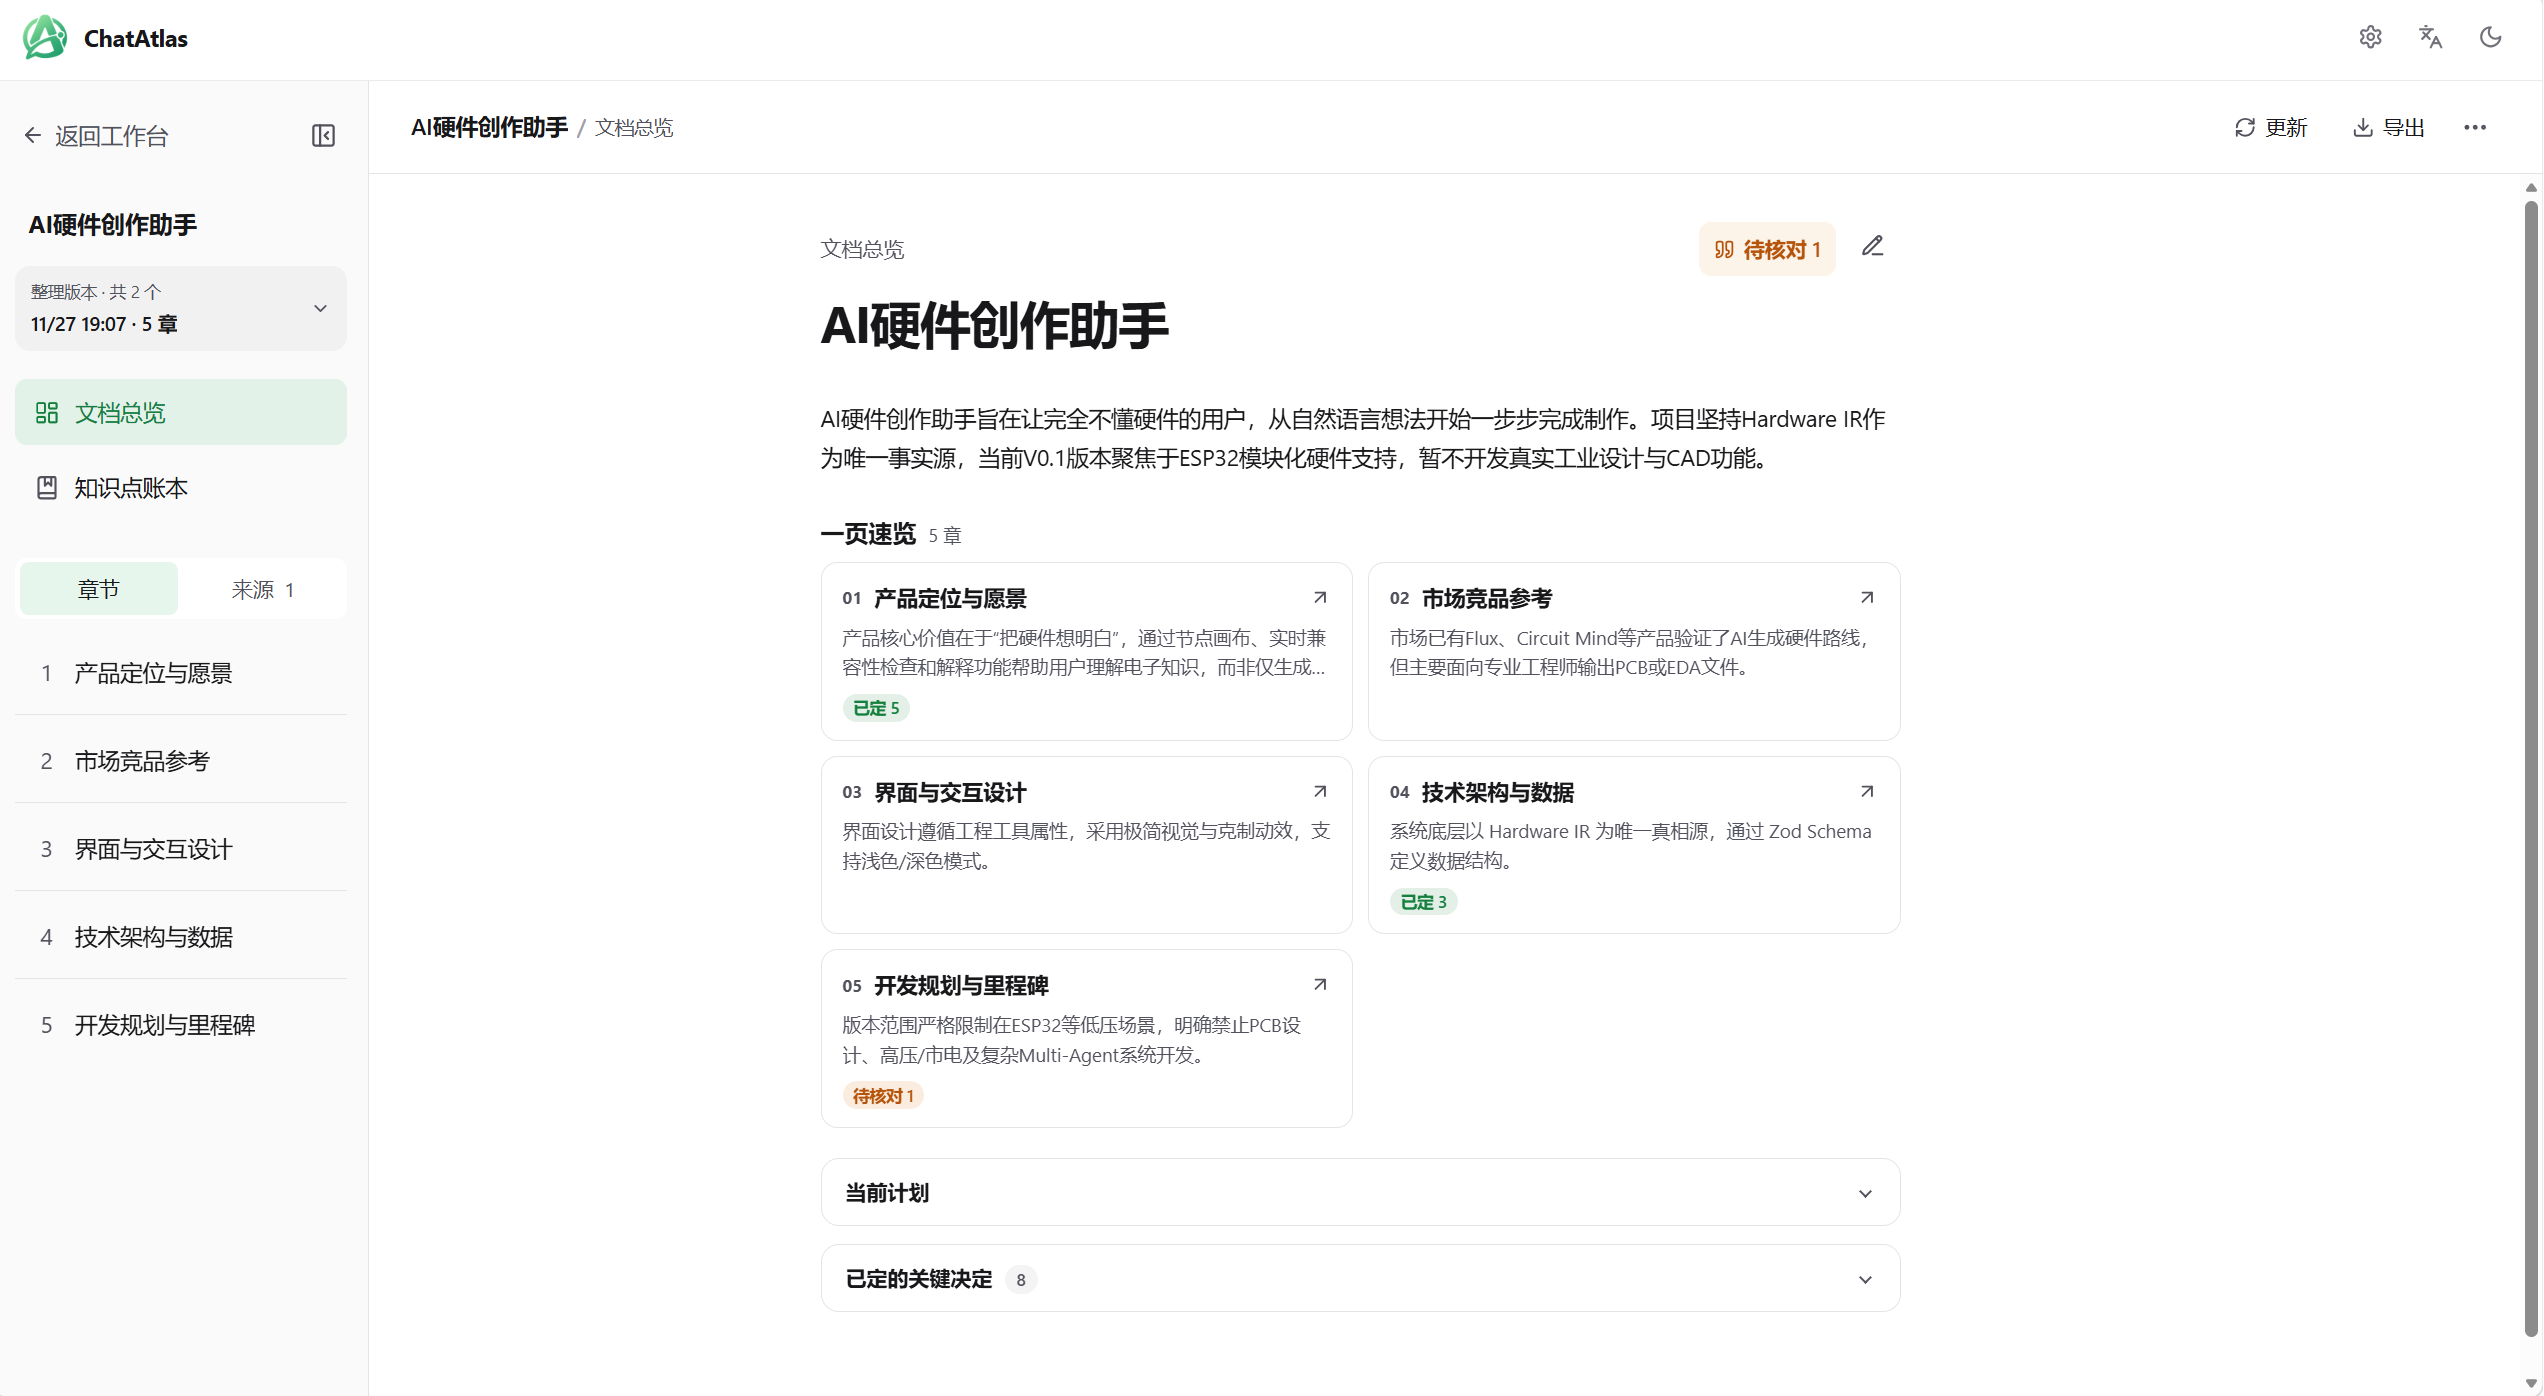 ChatAtlas
返回工作台
AI硬件创作助手
整理版本 · 共 2 个
11/27 19:07 · 5 章
文档总览
知识点账本
章节
来源 1
1 产品定位与愿景
2 市场竞品参考
3 界面与交互设计
4 技术架构与数据
5 开发规划与里程碑
AI硬件创作助手 / 文档总览
更新
导出
文档总览
待核对 1
AI硬件创作助手
AI硬件创作助手旨在让完全不懂硬件的用户，从自然语言想法开始一步步完成制作。项目坚持Hardware IR作
为唯一事实源，当前V0.1版本聚焦于ESP32模块化硬件支持，暂不开发真实工业设计与CAD功能。
一页速览 5 章
01 产品定位与愿景
产品核心价值在于“把硬件想明白”，通过节点画布、实时兼
容性检查和解释功能帮助用户理解电子知识，而非仅生成...
已定 5
02 市场竞品参考
市场已有Flux、Circuit Mind等产品验证了AI生成硬件路线，
但主要面向专业工程师输出PCB或EDA文件。
03 界面与交互设计
界面设计遵循工程工具属性，采用极简视觉与克制动效，支
持浅色/深色模式。
04 技术架构与数据
系统底层以 Hardware IR 为唯一真相源，通过 Zod Schema
定义数据结构。
已定 3
05 开发规划与里程碑
版本范围严格限制在ESP32等低压场景，明确禁止PCB设
计、高压/市电及复杂Multi-Agent系统开发。
待核对 1
当前计划
已定的关键决定 8